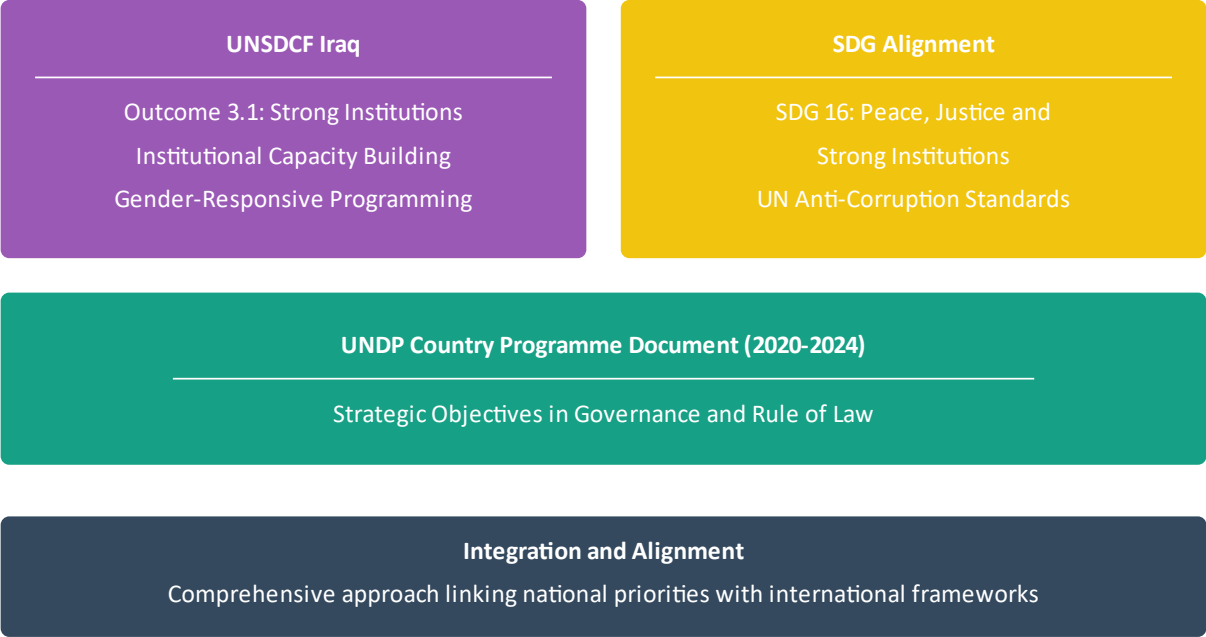 UNSDCF Iraq
Outcome 3.1: Strong Institutions
Institutional Capacity Building
Gender-Responsive Programming
SDG Alignment
SDG 16: Peace, Justice and
Strong Institutions
UN Anti-Corruption Standards
UNDP Country Programme Document (2020-2024)
Strategic Objectives in Governance and Rule of Law
Integration and Alignment
Comprehensive approach linking national priorities with international frameworks